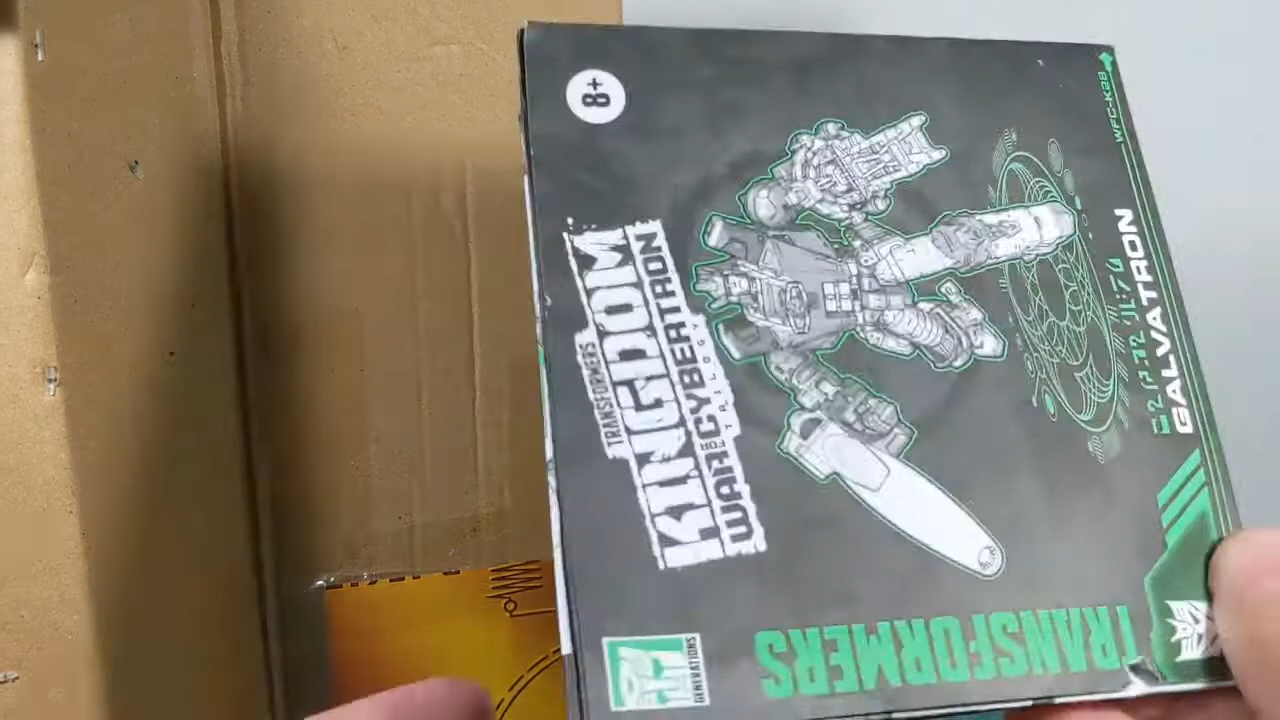 8+
TRANSFORMERS
KINGDOM
WAR FOR CYBERTRON
TRILOGY
WFC-K28
GALVATRON
GENERATIONS
TRANSFORMERS